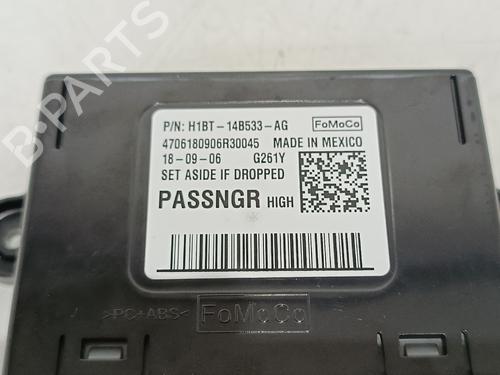 P/N: H1BT-14B533-AG FoMoCo
4706180906R30045 MADE IN MEXICO
18-09-06 G261Y
SET ASIDE IF DROPPED
PASSNGR HIGH
>PC+ABS< FoMoCo
B-PARTS